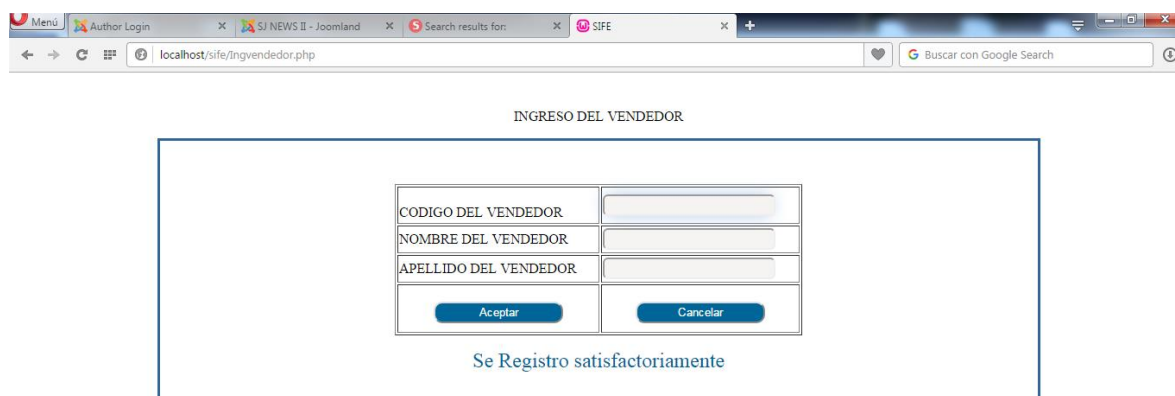 Menú
Author Login
SJ NEWS II - Joomland
Search results for:
SIFE
localhost/sife/Ingvendedor.php
Buscar con Google Search
INGRESO DEL VENDEDOR
CODIGO DEL VENDEDOR
NOMBRE DEL VENDEDOR
APELLIDO DEL VENDEDOR
Aceptar
Cancelar
Se Registro satisfactoriamente